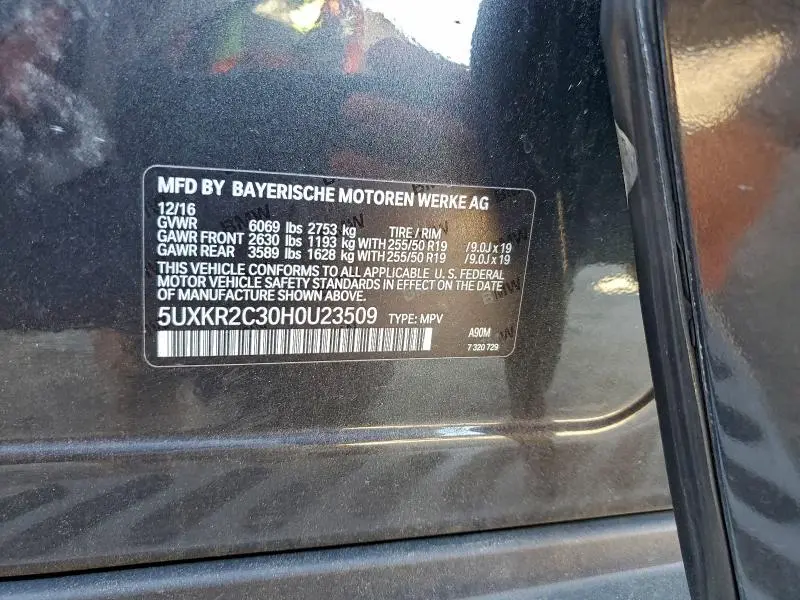 MFD BY BAYERISCHE MOTOREN WERKE AG
12/16
GVWR 6069 lbs 2753 kg TIRE / RIM
GAWR FRONT 2630 lbs 1193 kg WITH 255/50 R19 /9.0J x 19
GAWR REAR 3589 lbs 1628 kg WITH 255/50 R19 /9.0J x 19
THIS VEHICLE CONFORMS TO ALL APPLICABLE U. S. FEDERAL
MOTOR VEHICLE SAFETY STANDARDS IN EFFECT ON THE DATE
OF MANUFACTURE SHOWN ABOVE.
5UXKR2C30H0U23509 TYPE: MPV
A90M
7 320 729
BMW